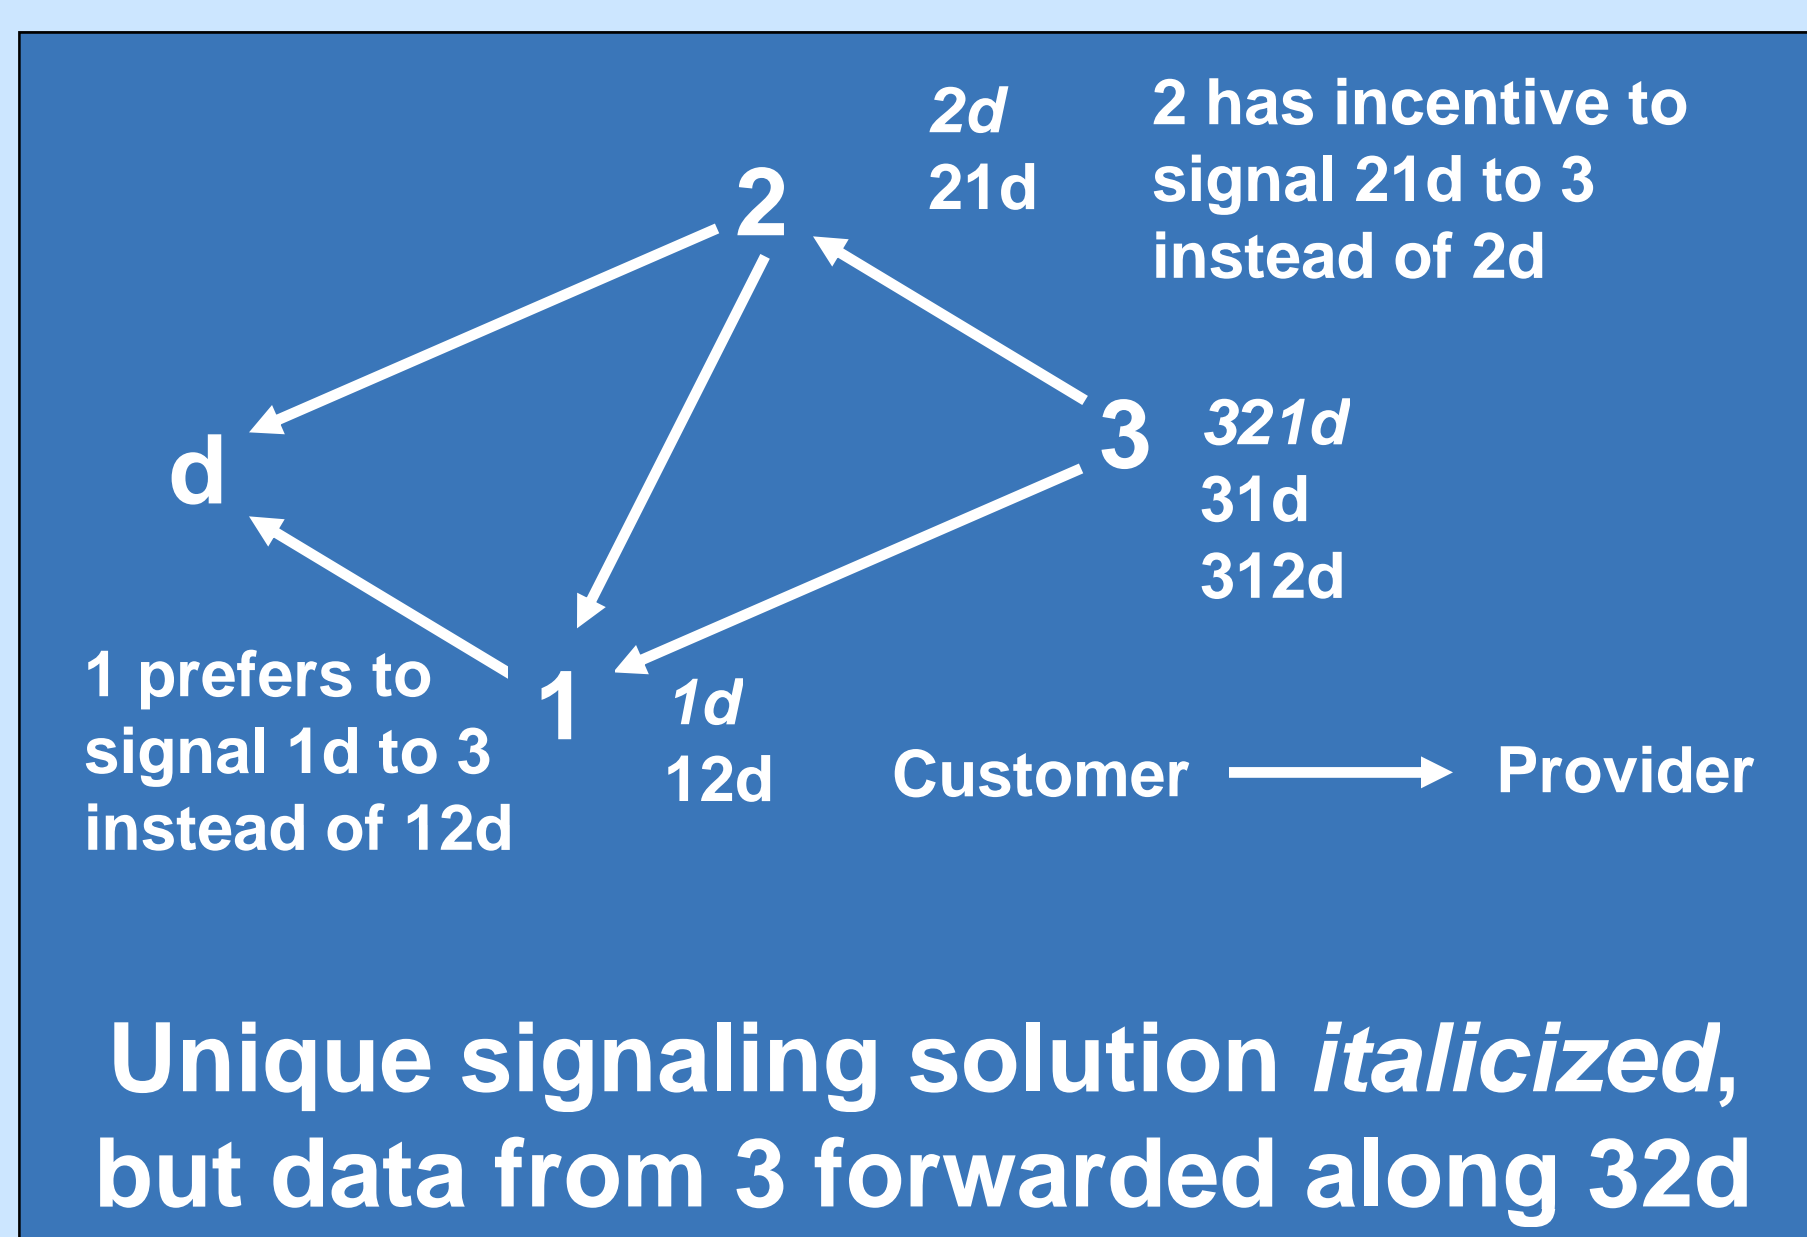 2d
21d
2 has incentive to
signal 21d to 3
instead of 2d
2
d
3
321d
31d
312d
1 prefers to
signal 1d to 3
instead of 12d
1
1d
12d
Customer
Provider
Unique signaling solution italicized,
but data from 3 forwarded along 32d